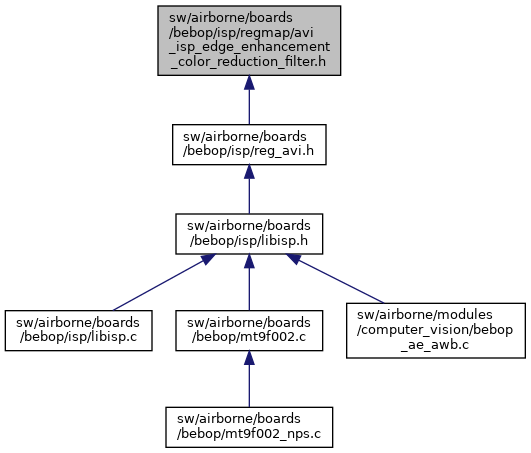 sw/airborne/boards
/bebop/isp/regmap/avi
_isp_edge_enhancement
_color_reduction_filter.h
sw/airborne/boards
/bebop/isp/reg_avi.h
sw/airborne/boards
/bebop/isp/libisp.h
sw/airborne/boards
/bebop/isp/libisp.c
sw/airborne/boards
/bebop/mt9f002.c
sw/airborne/modules
/computer_vision/bebop
_ae_awb.c
sw/airborne/boards
/bebop/mt9f002_nps.c